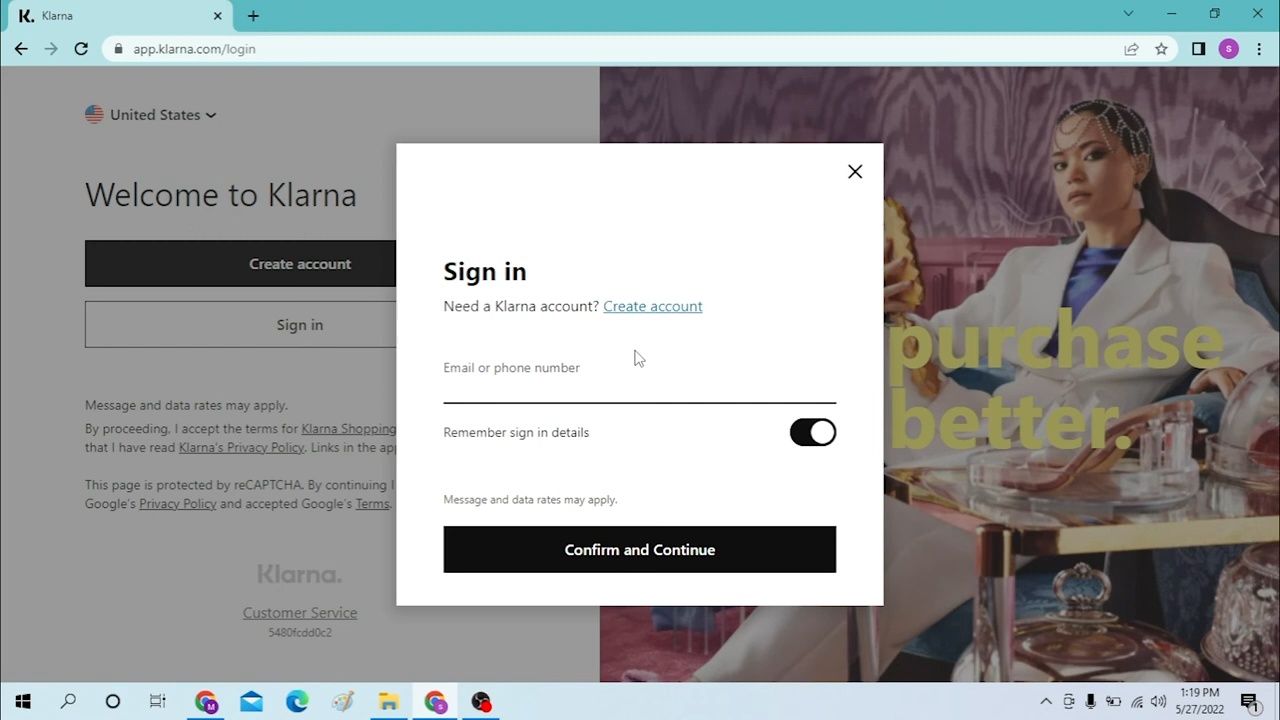 K. Klarna
app.klarna.com/login
S
United States
Welcome to Klarna
Create account
Sign in
Message and data rates may apply.
By proceeding, I accept the terms for Klarna Shopping
that I have read Klarna's Privacy Policy. Links in the app
This page is protected by reCAPTCHA. By continuing I
Google's Privacy Policy and accepted Google's Terms.
Klarna.
Customer Service
5480fcdd0c2
Sign in
Need a Klarna account? Create account
Email or phone number
Remember sign in details
Message and data rates may apply.
Confirm and Continue
purchase
better.
M
S
1:19 PM
5/27/2022
1